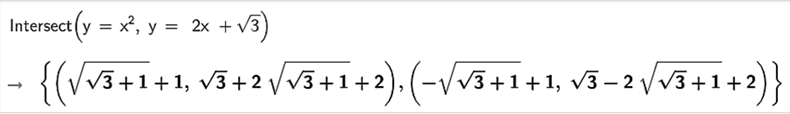 Intersect(y = x², y = 2x + √3)
→ {(√(√3 + 1) + 1, √3 + 2 √(√3 + 1) + 2), (−√(√3 + 1) + 1, √3 − 2 √(√3 + 1) + 2)}